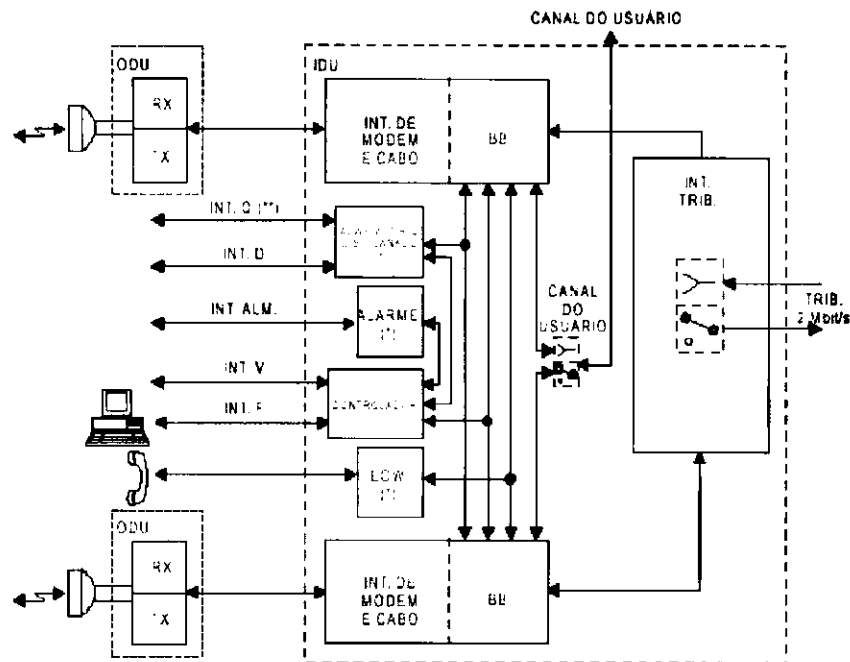 CANAL DO USUÁRIO
ODU
RX
TX
IDU
INT. DE
MODEM
E CABO
BB
INT.
TRIB.
INT. Q (**)
INT. D
INT. ALM.
ALARME
(*)
CANAL
DO
USUÁRIO
TRIB.
2 Mbit/s
INT. V
INT. F
CONTROLADOR
(*)
ODU
RX
TX
INT. DE
MODEM
E CABO
BB